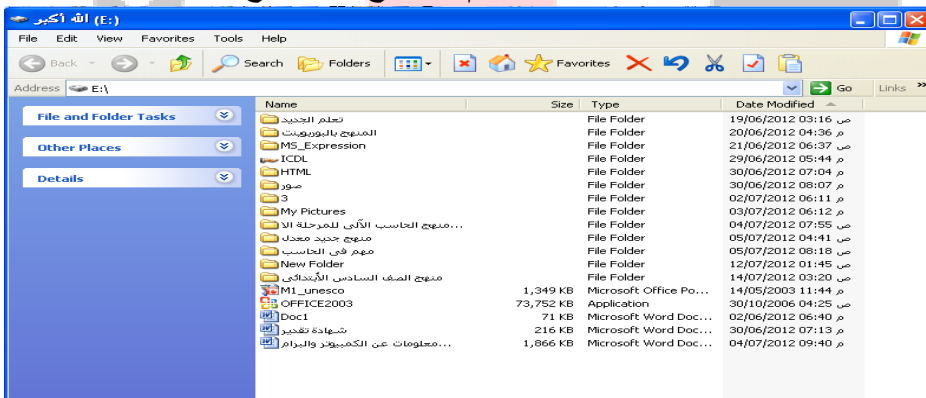 الله أكبر (E:)
File Edit View Favorites Tools Help
Back Search Folders Favorites
Address E:\ Go Links »
Name Size Type Date Modified
File and Folder Tasks
Other Places
Details
تعلم الجديد File Folder 19/06/2012 03:16 ص
المنهج بالبوربوينت File Folder 20/06/2012 04:36 م
MS_Expression File Folder 21/06/2012 06:37 ص
ICDL File Folder 29/06/2012 05:44 م
HTML File Folder 30/06/2012 07:04 م
صور File Folder 30/06/2012 08:07 م
3 File Folder 02/07/2012 06:11 م
My Pictures File Folder 03/07/2012 06:12 م
منهج الحاسب الآلى للمرحلة الا... File Folder 04/07/2012 07:55 ص
منهج جديد معدل File Folder 05/07/2012 04:41 ص
مهم فى الحاسب File Folder 05/07/2012 08:18 ص
New Folder File Folder 12/07/2012 01:45 ص
منهج الصف السادس الأبتدائى File Folder 14/07/2012 03:20 ص
M1_unesco 1,349 KB Microsoft Office Po... 14/05/2003 11:44 م
OFFICE2003 73,752 KB Application 30/10/2006 04:25 ص
Doc1 71 KB Microsoft Word Doc... 02/06/2012 06:40 م
شهادة تقدير 216 KB Microsoft Word Doc... 30/06/2012 07:13 م
معلومات عن الكمبيوتر والبرام... 1,866 KB Microsoft Word Doc... 04/07/2012 09:40 م